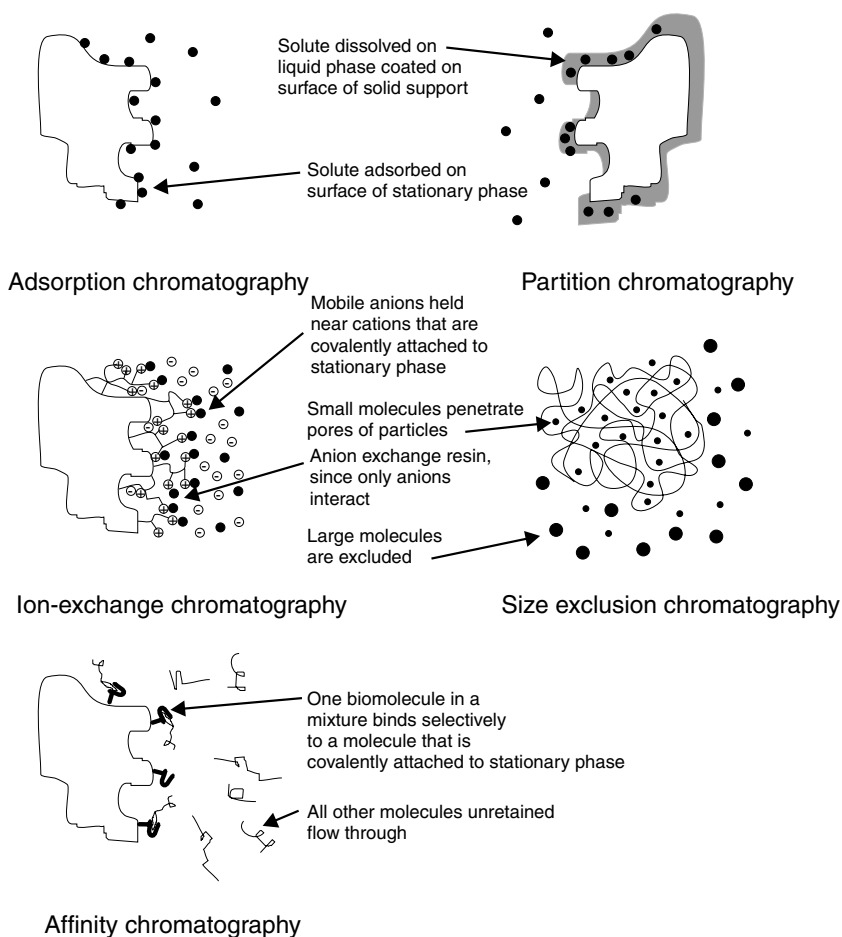 Solute dissolved on
liquid phase coated on
surface of solid support
Solute adsorbed on
surface of stationary phase
Adsorption chromatography
Partition chromatography
Mobile anions held
near cations that are
covalently attached to
stationary phase
Small molecules penetrate
pores of particles
Anion exchange resin,
since only anions
interact
Large molecules
are excluded
Ion-exchange chromatography
Size exclusion chromatography
One biomolecule in a
mixture binds selectively
to a molecule that is
covalently attached to stationary phase
All other molecules unretained
flow through
Affinity chromatography